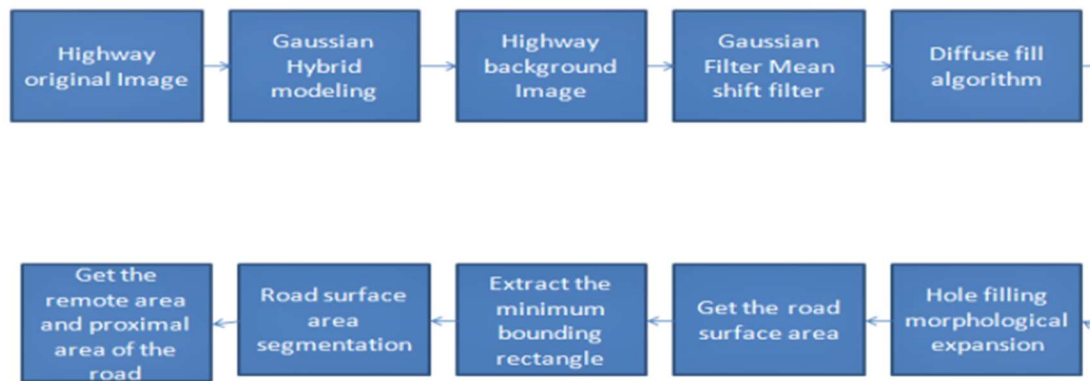 Highway
original Image
Gaussian
Hybrid
modeling
Highway
background
Image
Gaussian
Filter Mean
shift filter
Diffuse fill
algorithm
Hole filling
morphological
expansion
Get the road
surface area
Extract the
minimum
bounding
rectangle
Road surface
area
segmentation
Get the
remote area
and proximal
area of the
road